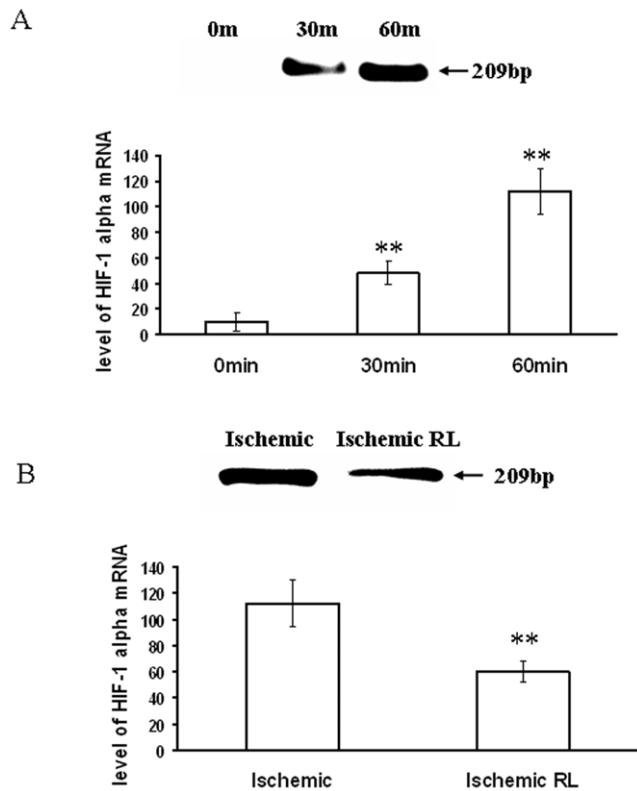 A
0m 30m 60m
←209bp
level of HIF-1 alpha mRNA
140
120
100
80
60
40
20
0
**
**
0min 30min 60min
B
Ischemic Ischemic RL
← 209bp
level of HIF-1 alpha mRNA
140
120
100
80
60
40
20
0
**
Ischemic Ischemic RL